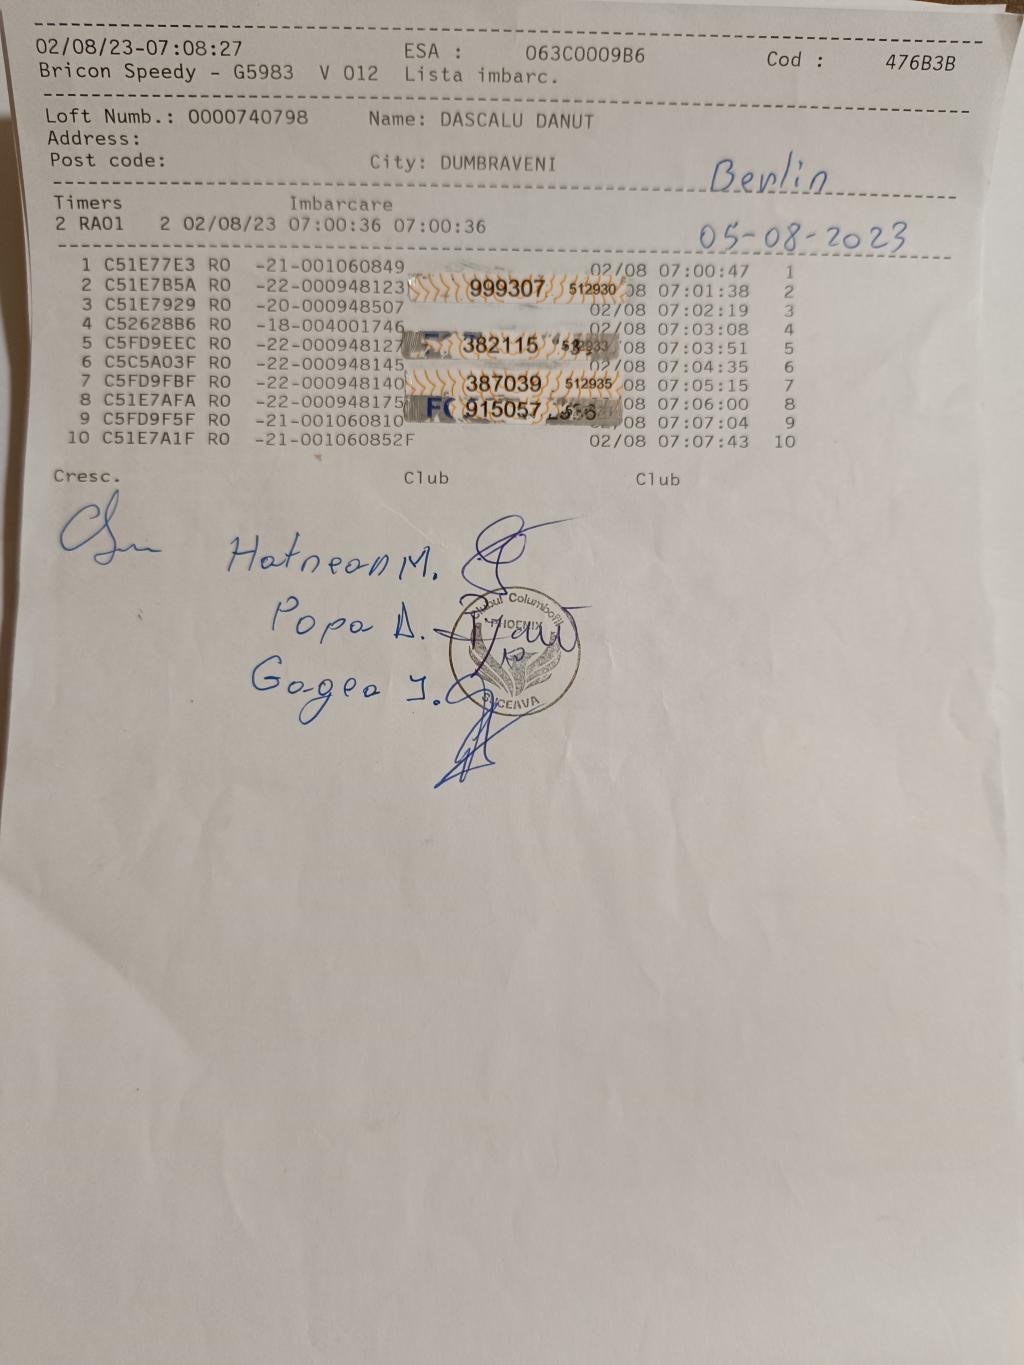 02/08/23-07:08:27 ESA : 063C0009B6 Cod : 476B3B
Bricon Speedy - G5983 V 012 Lista imbarc.
Loft Numb.: 0000740798 Name: DASCALU DANUT
Address:
Post code: City: DUMBRAVENI
Berlin
Timers Imbarcare
2 RA01 2 02/08/23 07:00:36 07:00:36
05-08-2023
1 C51E77E3 RO -21-001060849 02/08 07:00:47 1
2 C51E7B5A RO -22-000948123 999307 512930 08 07:01:38 2
3 C51E7929 RO -20-000948507 02/08 07:02:19 3
4 C52628B6 RO -18-004001746 02/08 07:03:08 4
5 C5FD9EEC RO -22-000948127 382115 /08 07:03:51 5
6 C5C5A03F RO -22-000948145 02/08 07:04:35 6
7 C5FD9FBF RO -22-000948140 387039 512935 08 07:05:15 7
8 C51E7AFA RO -22-000948175 915057 /08 07:06:00 8
9 C5FD9F5F RO -21-001060810 /08 07:07:04 9
10 C51E7A1F RO -21-001060852F 02/08 07:07:43 10
Cresc. Club Club
Hatnean M.
Popa D.
Gagea I.
Clubul Columbofil
PHOENIX
SUCEAVA